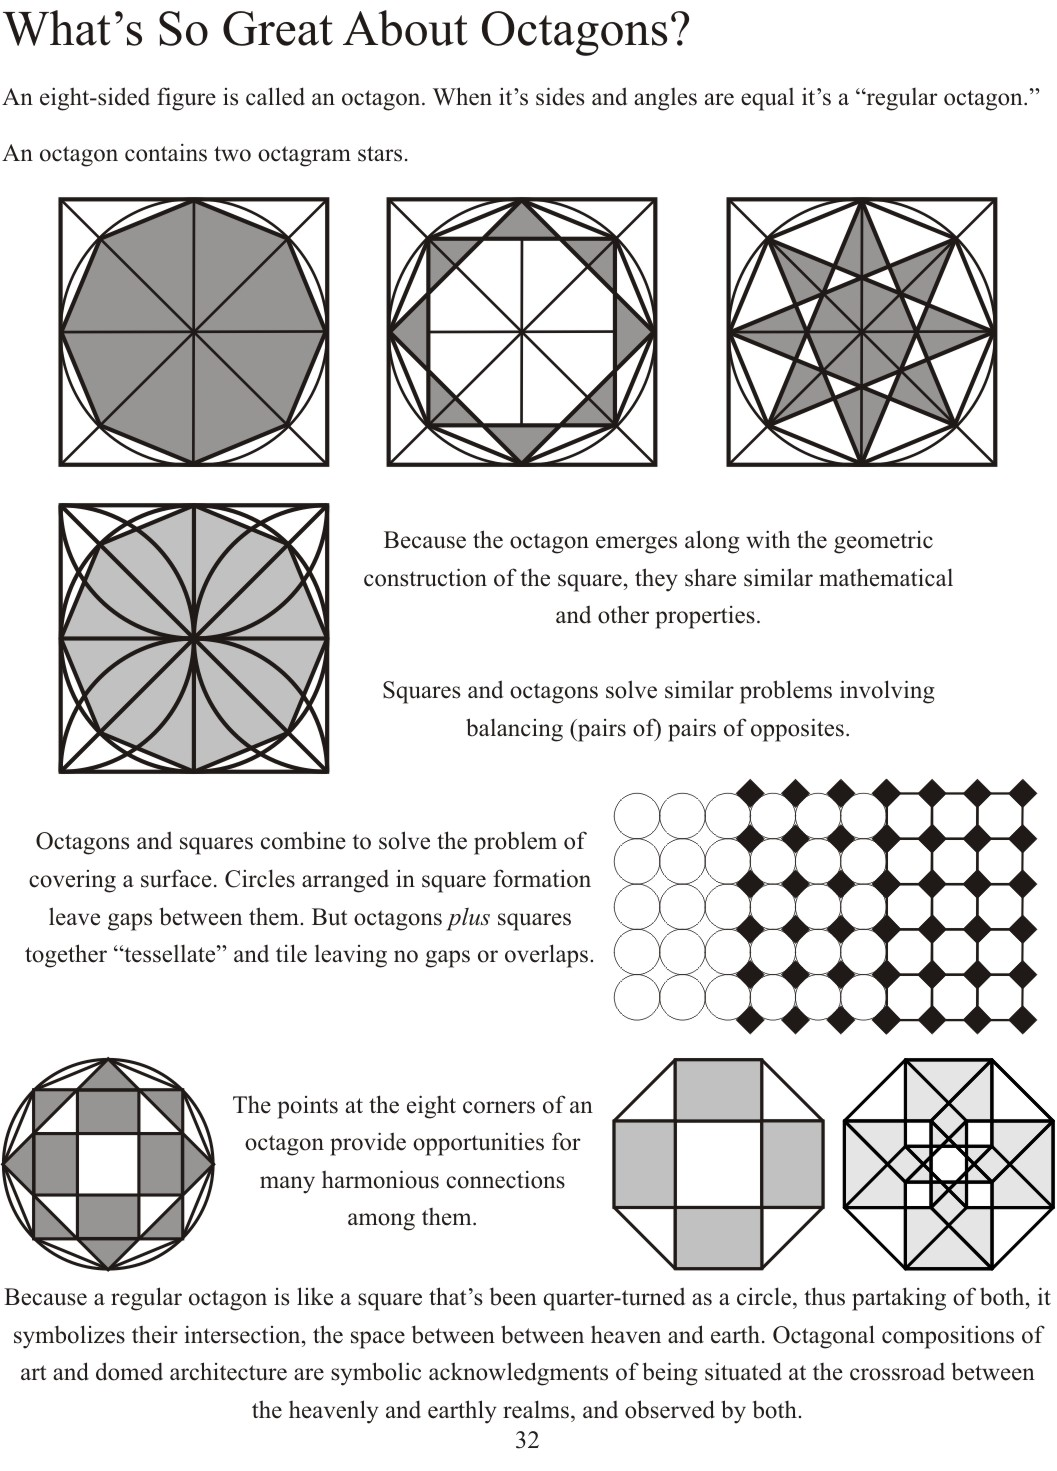 What’s So Great About Octagons?
An eight-sided figure is called an octagon. When it’s sides and angles are equal it’s a “regular octagon.”
An octagon contains two octagram stars.
Because the octagon emerges along with the geometric
construction of the square, they share similar mathematical
and other properties.
Squares and octagons solve similar problems involving
balancing (pairs of) pairs of opposites.
Octagons and squares combine to solve the problem of
covering a surface. Circles arranged in square formation
leave gaps between them. But octagons plus squares
together “tessellate” and tile leaving no gaps or overlaps.
The points at the eight corners of an
octagon provide opportunities for
many harmonious connections
among them.
Because a regular octagon is like a square that’s been quarter-turned as a circle, thus partaking of both, it
symbolizes their intersection, the space between between heaven and earth. Octagonal compositions of
art and domed architecture are symbolic acknowledgments of being situated at the crossroad between
the heavenly and earthly realms, and observed by both.
32